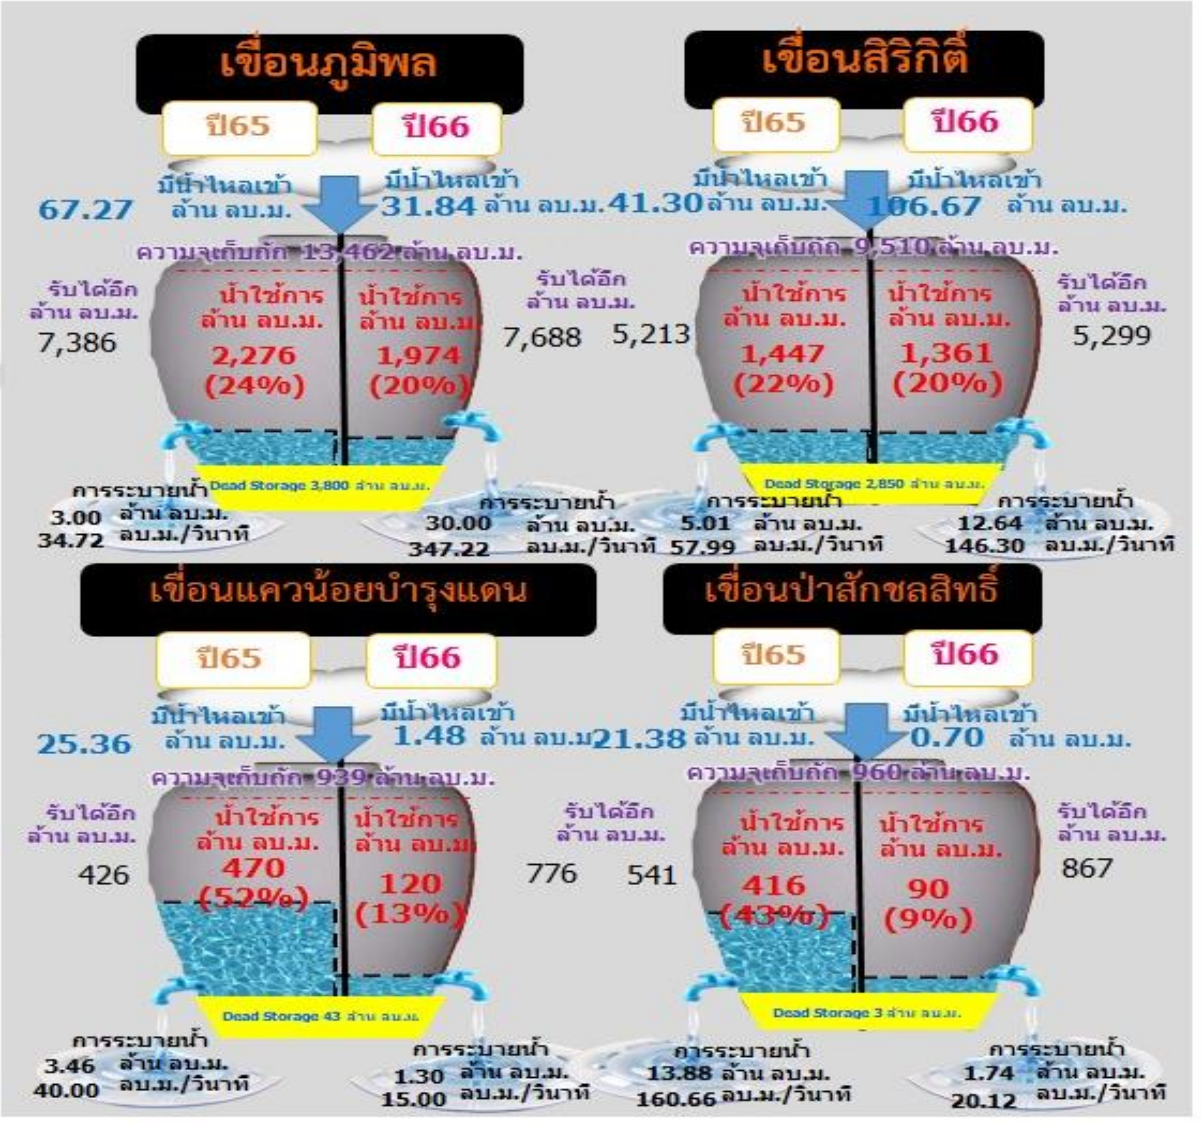 เขื่อนภูมิพล
ปี65
ปี66
มีน้ำไหลเข้า
67.27 ล้าน ลบ.ม.
มีน้ำไหลเข้า
31.84 ล้าน ลบ.ม.
ความจุเก็บกัก 13,462 ล้าน ลบ.ม.
รับได้อีก
ล้าน ลบ.ม.
7,386
น้ำใช้การ
ล้าน ลบ.ม.
2,276
(24%)
น้ำใช้การ
ล้าน ลบ.ม
1,974
(20%)
รับได้อีก
ล้าน ลบ.ม.
7,688
Dead Storage 3,800 ล้าน ลบ.ม.
การระบายน้ำ
3.00 ล้าน ลบ.ม.
34.72 ลบ.ม./วินาที
การระบายน้ำ
30.00 ล้าน ลบ.ม.
347.22 ลบ.ม./วินาที
เขื่อนสิริกิติ์
ปี65
ปี66
มีน้ำไหลเข้า
41.30 ล้าน ลบ.ม.
มีน้ำไหลเข้า
106.67 ล้าน ลบ.ม.
ความจุเก็บกัก 9,510 ล้าน ลบ.ม.
5,213
น้ำใช้การ
ล้าน ลบ.ม.
1,447
(22%)
น้ำใช้การ
ล้าน ลบ.ม.
1,361
(20%)
รับได้อีก
ล้าน ลบ.ม.
5,299
Dead Storage 2,850 ล้าน ลบ.ม.
การระบายน้ำ
5.01 ล้าน ลบ.ม.
57.99 ลบ.ม./วินาที
การระบายน้ำ
12.64 ล้าน ลบ.ม.
146.30 ลบ.ม./วินาที
เขื่อนแควน้อยบำรุงแดน
ปี65
ปี66
มีน้ำไหลเข้า
25.36 ล้าน ลบ.ม.
มีน้ำไหลเข้า
1.48 ล้าน ลบ.ม
ความจุเก็บกัก 939 ล้าน ลบ.ม.
รับได้อีก
ล้าน ลบ.ม.
426
น้ำใช้การ
ล้าน ลบ.ม.
470
(52%)
น้ำใช้การ
ล้าน ลบ.ม
120
(13%)
รับได้อีก
ล้าน ลบ.ม.
776
Dead Storage 43 ล้าน ลบ.ม.
การระบายน้ำ
3.46 ล้าน ลบ.ม.
40.00 ลบ.ม./วินาที
การระบายน้ำ
1.30 ล้าน ลบ.ม.
15.00 ลบ.ม./วินาที
เขื่อนป่าสักชลสิทธิ์
ปี65
ปี66
มีน้ำไหลเข้า
21.38 ล้าน ลบ.ม.
มีน้ำไหลเข้า
0.70 ล้าน ลบ.ม.
ความจุเก็บกัก 960 ล้าน ลบ.ม.
541
น้ำใช้การ
ล้าน ลบ.ม.
416
(43%)
น้ำใช้การ
ล้าน ลบ.ม.
90
(9%)
รับได้อีก
ล้าน ลบ.ม.
867
Dead Storage 3 ล้าน ลบ.ม.
การระบายน้ำ
13.88 ล้าน ลบ.ม.
160.66 ลบ.ม./วินาที
การระบายน้ำ
1.74 ล้าน ลบ.ม.
20.12 ลบ.ม./วินาที